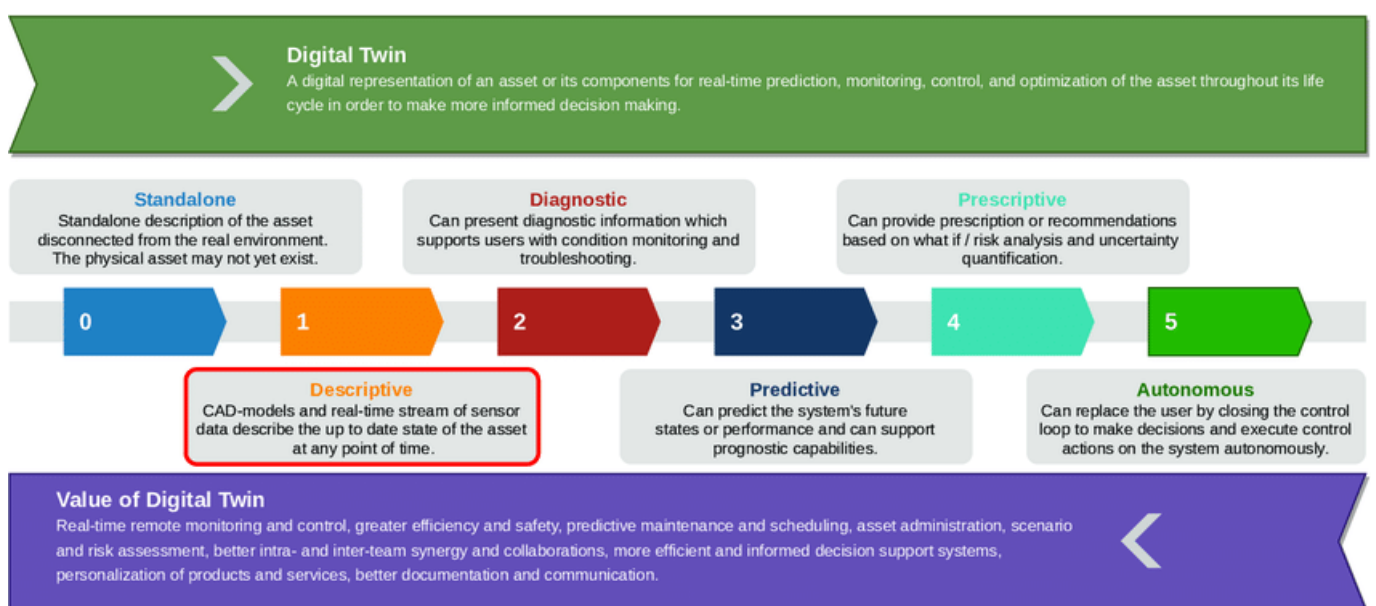 Digital Twin
A digital representation of an asset or its components for real-time prediction, monitoring, control, and optimization of the asset throughout its life
cycle in order to make more informed decision making.
Standalone
Standalone description of the asset
disconnected from the real environment.
The physical asset may not yet exist.
Diagnostic
Can present diagnostic information which
supports users with condition monitoring and
troubleshooting.
Prescriptive
Can provide prescription or recommendations
based on what if / risk analysis and uncertainty
quantification.
0
1
2
3
4
5
Descriptive
CAD-models and real-time stream of sensor
data describe the up to date state of the asset
at any point of time.
Predictive
Can predict the system's future
states or performance and can support
prognostic capabilities.
Autonomous
Can replace the user by closing the control
loop to make decisions and execute control
actions on the system autonomously.
Value of Digital Twin
Real-time remote monitoring and control, greater efficiency and safety, predictive maintenance and scheduling, asset administration, scenario
and risk assessment, better intra- and inter-team synergy and collaborations, more efficient and informed decision support systems,
personalization of products and services, better documentation and communication.